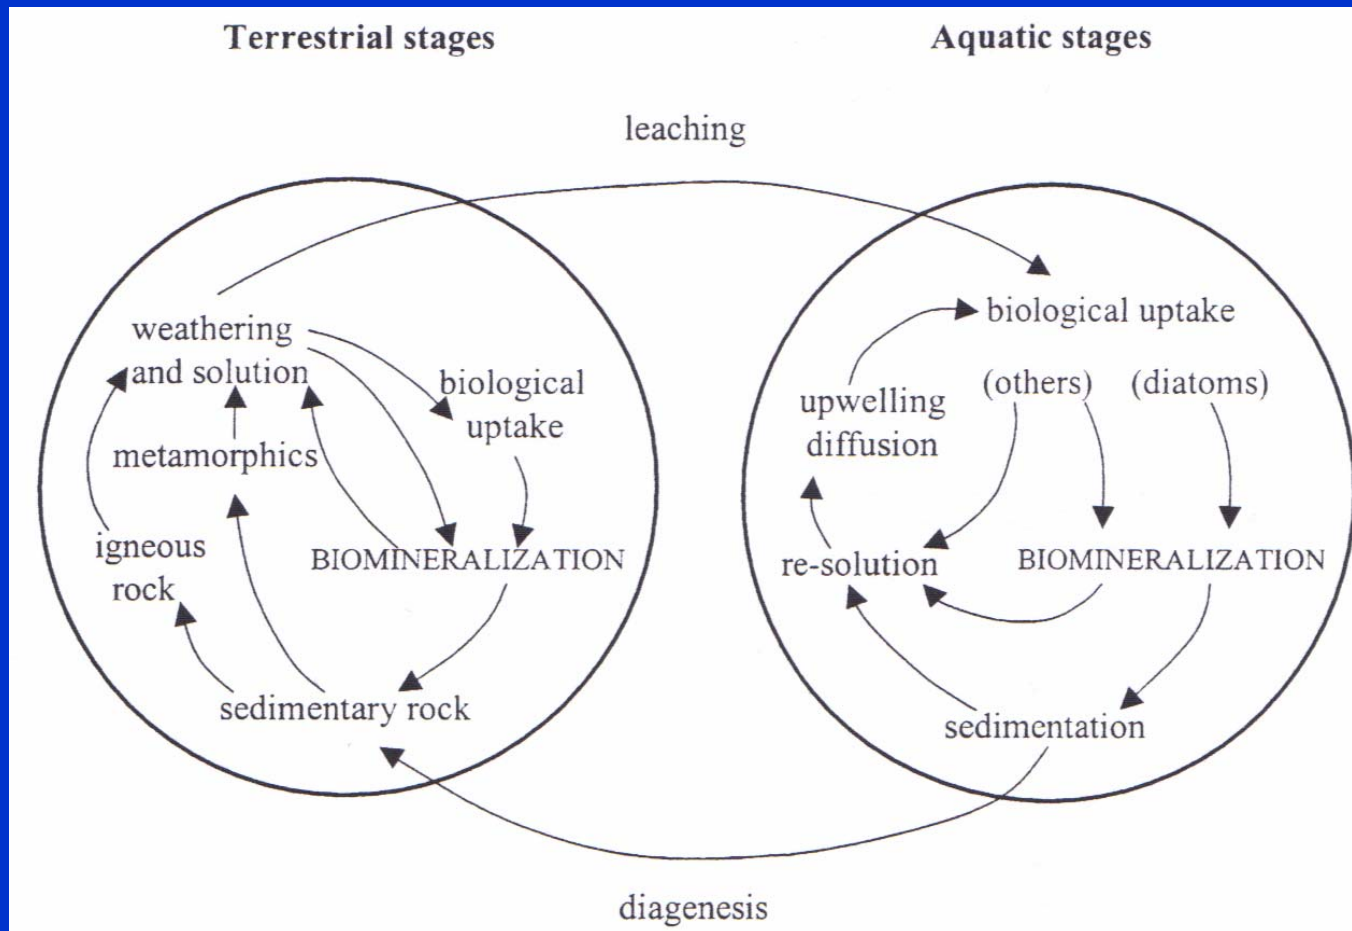 Terrestrial stages
Aquatic stages
leaching
weathering
and solution
biological
uptake
metamorphics
igneous
rock
BIOMINERALIZATION
sedimentary rock
biological uptake
(others)
(diatoms)
upwelling
diffusion
re-solution
BIOMINERALIZATION
sedimentation
diagenesis